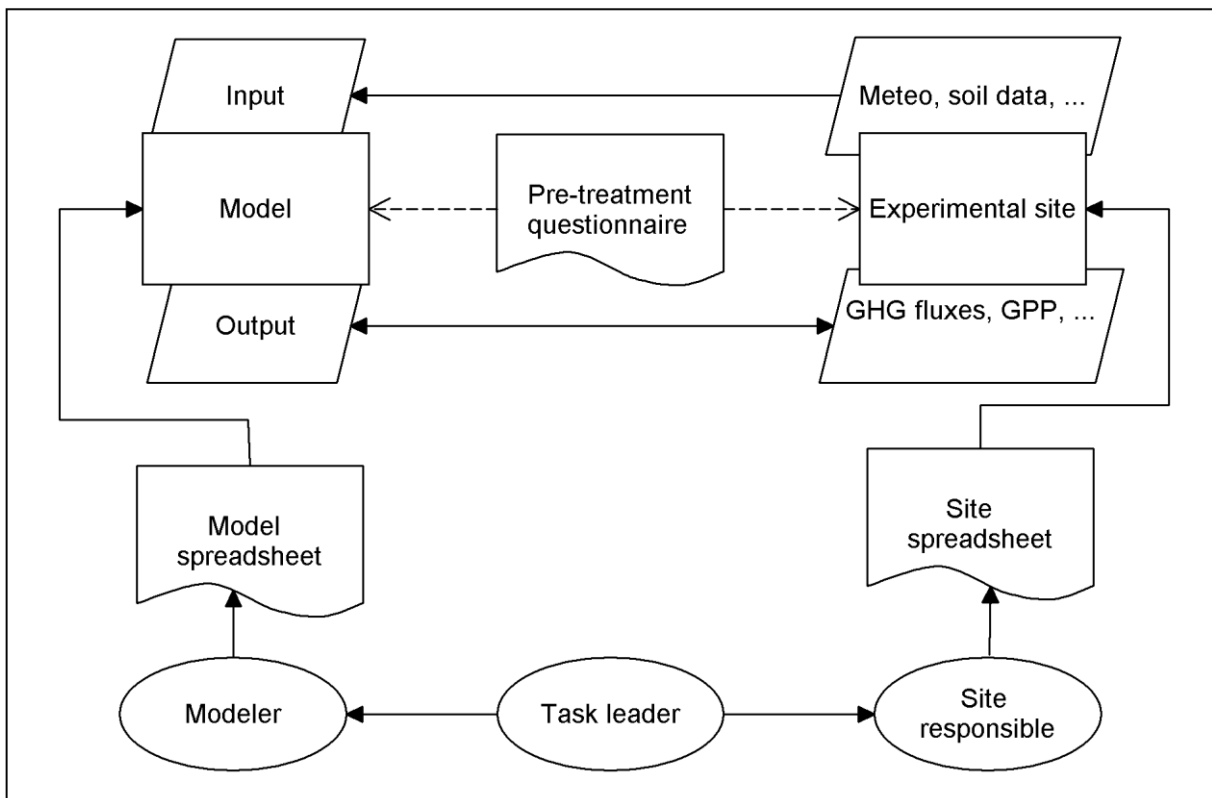 Input
Meteo, soil data, ...
Model
Pre-treatment
questionnaire
Experimental site
Output
GHG fluxes, GPP, ...
Model
spreadsheet
Site
spreadsheet
Modeler
Task leader
Site
responsible